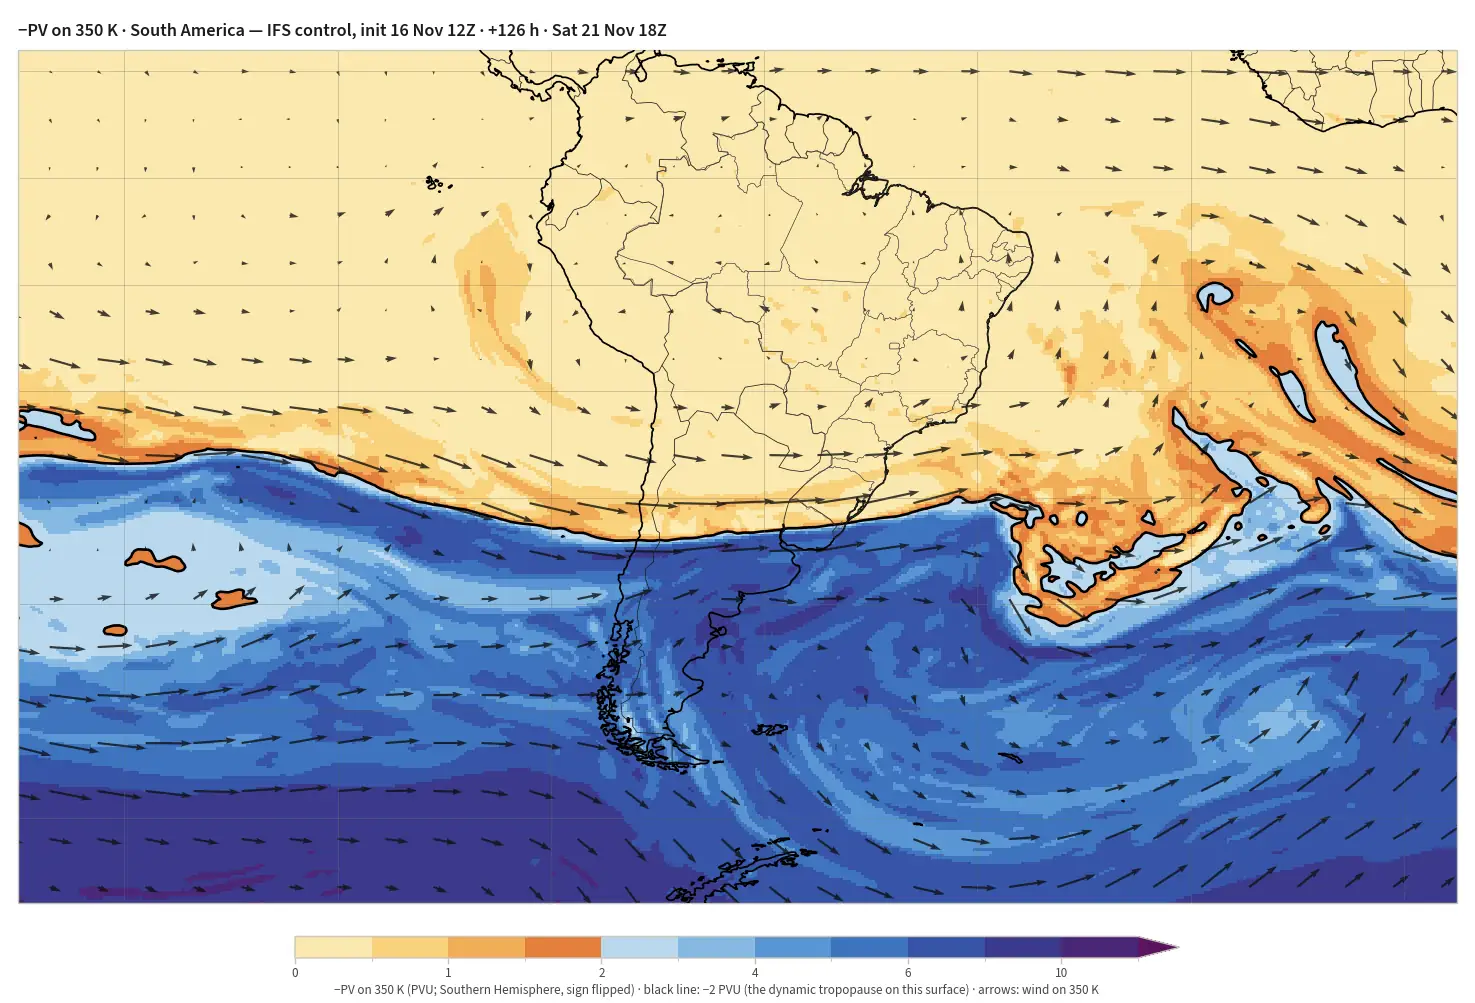 −PV on 350 K · South America — IFS control, init 16 Nov 12Z · +126 h · Sat 21 Nov 18Z
0 1 2 4 6 10
−PV on 350 K (PVU; Southern Hemisphere, sign flipped) · black line: −2 PVU (the dynamic tropopause on this surface) · arrows: wind on 350 K